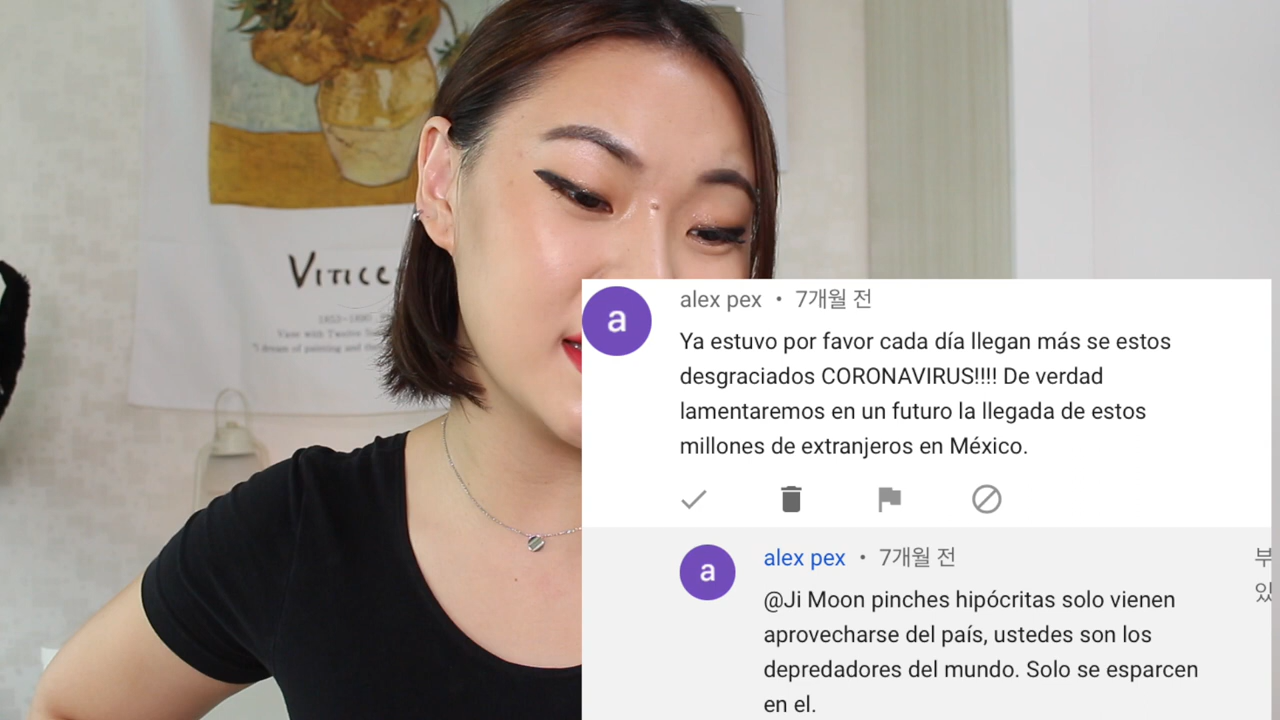 alex pex • 7개월 전
Ya estuvo por favor cada día llegan más se estos
desgraciados CORONAVIRUS!!!! De verdad
lamentaremos en un futuro la llegada de estos
millones de extranjeros en México.
alex pex • 7개월 전
@Ji Moon pinches hipócritas solo vienen
aprovecharse del país, ustedes son los
depredadores del mundo. Solo se esparcen
en el.